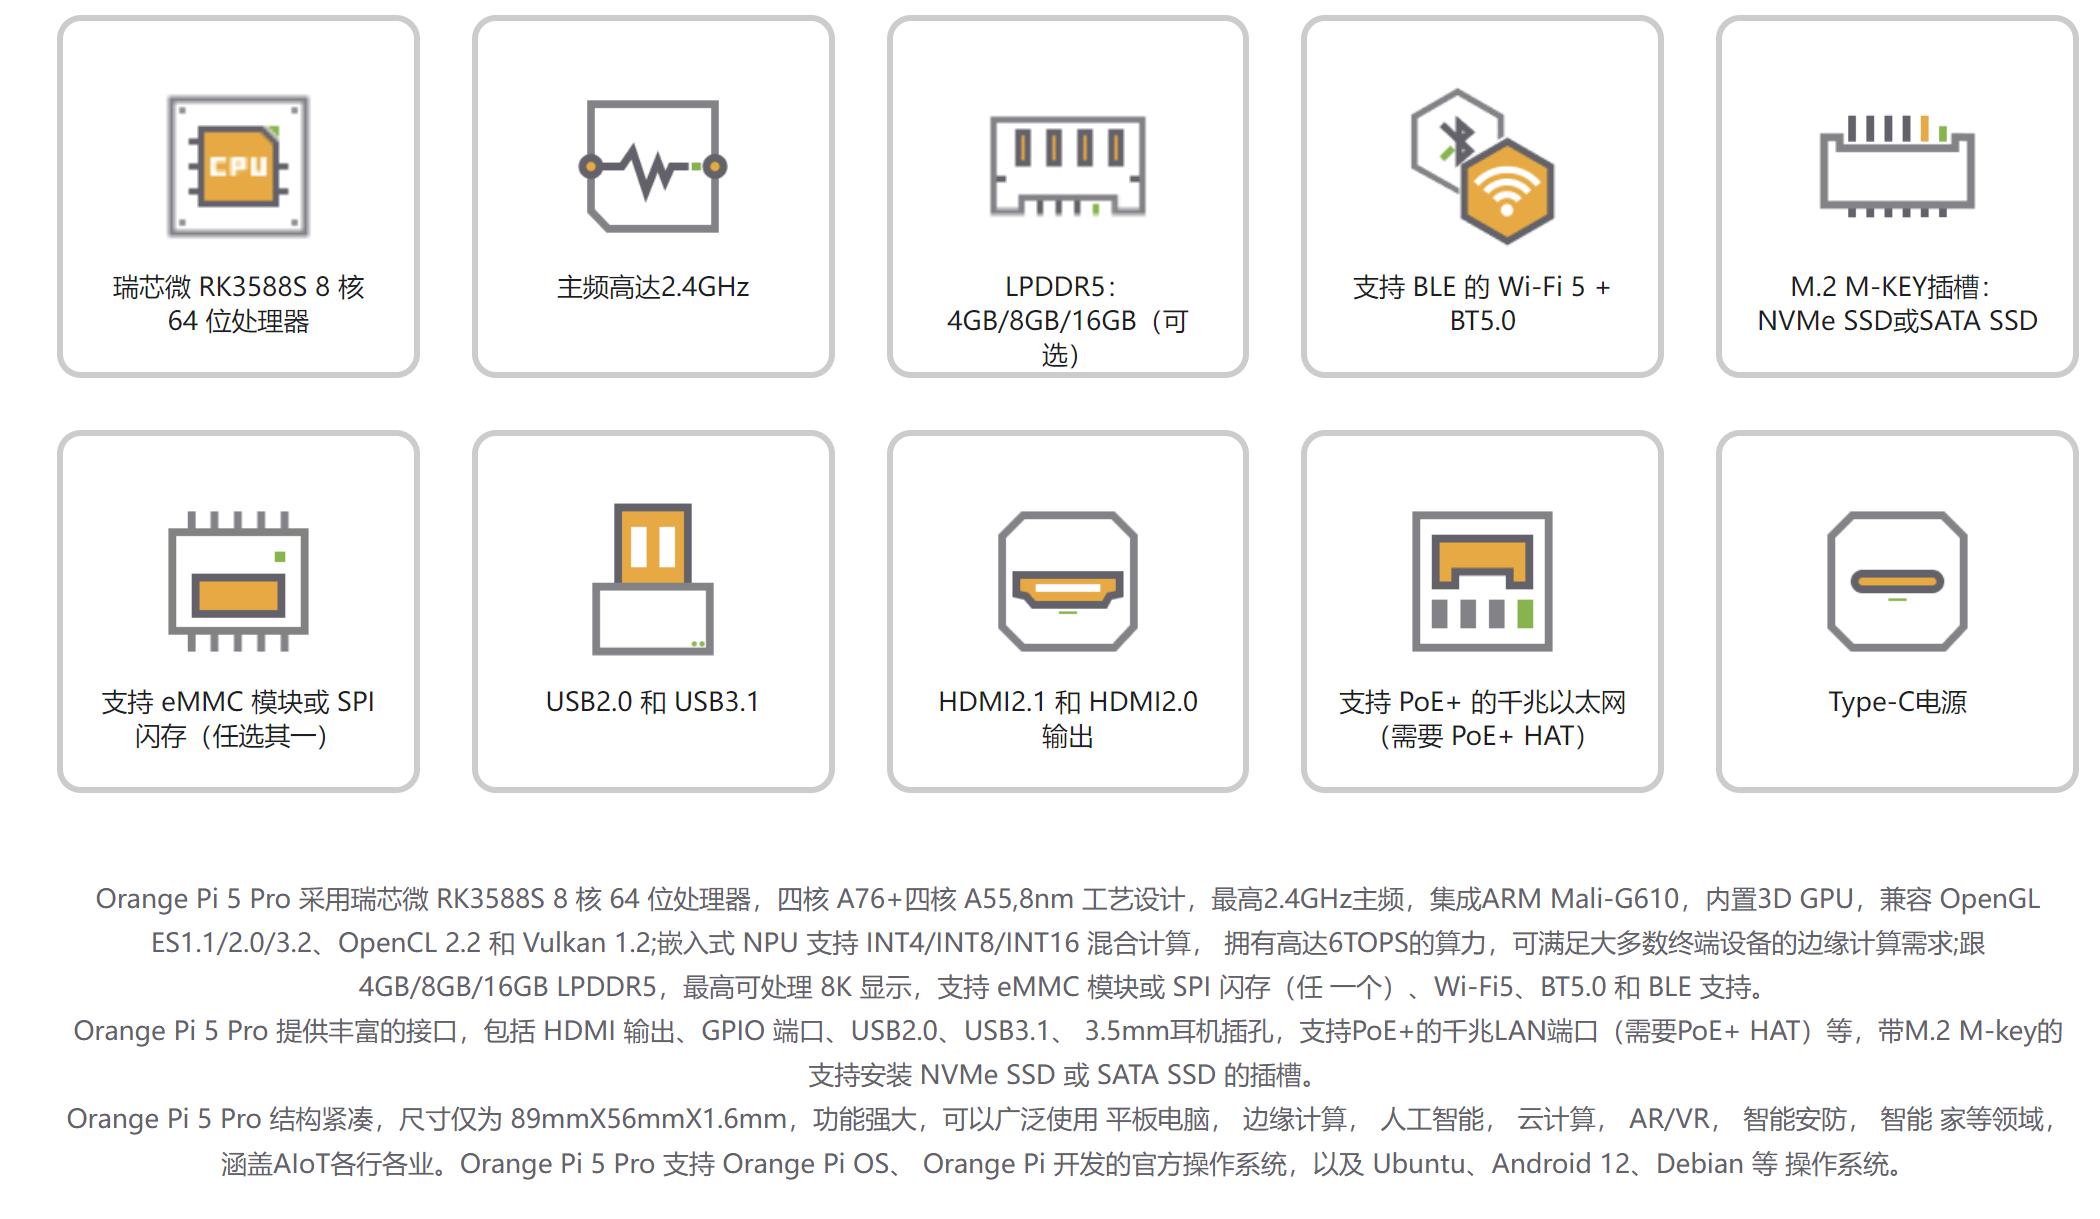 CPU
瑞芯微 RK3588S 8 核
64 位处理器
主频高达2.4GHz
LPDDR5：
4GB/8GB/16GB（可
选）
支持 BLE 的 Wi-Fi 5 +
BT5.0
M.2 M-KEY插槽：
NVMe SSD或SATA SSD
支持 eMMC 模块或 SPI
闪存（任选其一）
USB2.0 和 USB3.1
HDMI2.1 和 HDMI2.0
输出
支持 PoE+ 的千兆以太网
（需要 PoE+ HAT）
Type-C电源
Orange Pi 5 Pro 采用瑞芯微 RK3588S 8 核 64 位处理器，四核 A76+四核 A55,8nm 工艺设计，最高2.4GHz主频，集成ARM Mali-G610，内置3D GPU，兼容 OpenGL
ES1.1/2.0/3.2、OpenCL 2.2 和 Vulkan 1.2;嵌入式 NPU 支持 INT4/INT8/INT16 混合计算， 拥有高达6TOPS的算力，可满足大多数终端设备的边缘计算需求;跟
4GB/8GB/16GB LPDDR5，最高可处理 8K 显示，支持 eMMC 模块或 SPI 闪存（任 一个）、Wi-Fi5、BT5.0 和 BLE 支持。
Orange Pi 5 Pro 提供丰富的接口，包括 HDMI 输出、GPIO 端口、USB2.0、USB3.1、 3.5mm耳机插孔，支持PoE+的千兆LAN端口（需要PoE+ HAT）等，带M.2 M-key的
支持安装 NVMe SSD 或 SATA SSD 的插槽。
Orange Pi 5 Pro 结构紧凑，尺寸仅为 89mmX56mmX1.6mm，功能强大，可以广泛使用 平板电脑， 边缘计算， 人工智能， 云计算， AR/VR， 智能安防， 智能 家等领域，
涵盖AIoT各行各业。Orange Pi 5 Pro 支持 Orange Pi OS、 Orange Pi 开发的官方操作系统，以及 Ubuntu、Android 12、Debian 等 操作系统。